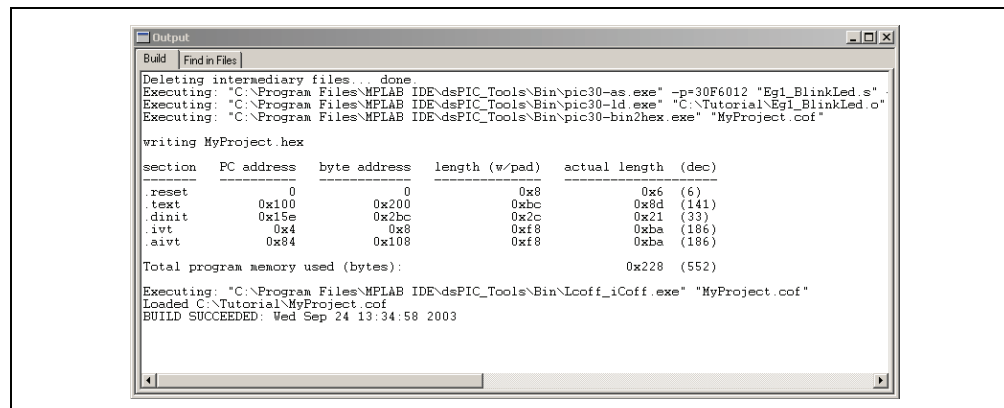 Output
Build Find in Files
Deleting intermediary files... done.
Executing: "C:\Program Files\MPLAB IDE\dsPIC_Tools\Bin\pic30-as.exe" -p=30F6012 "Eg1_BlinkLed.s"
Executing: "C:\Program Files\MPLAB IDE\dsPIC_Tools\Bin\pic30-ld.exe" "C:\Tutorial\Eg1_BlinkLed.o"
Executing: "C:\Program Files\MPLAB IDE\dsPIC_Tools\Bin\pic30-bin2hex.exe" "MyProject.cof"
writing MyProject.hex
section PC address byte address length (w/pad) actual length (dec)
------- ---------- ------------ -------------- --------------------
.reset 0 0 0x8 0x6 (6)
.text 0x100 0x200 0xbc 0x8d (141)
.dinit 0x15e 0x2bc 0x2c 0x21 (33)
.ivt 0x4 0x8 0xf8 0xba (186)
.aivt 0x84 0x108 0xf8 0xba (186)
Total program memory used (bytes): 0x228 (552)
Executing: "C:\Program Files\MPLAB IDE\dsPIC_Tools\Bin\Lcoff_iCoff.exe" "MyProject.cof"
Loaded C:\Tutorial\MyProject.cof
BUILD SUCCEEDED: Wed Sep 24 13:34:58 2003